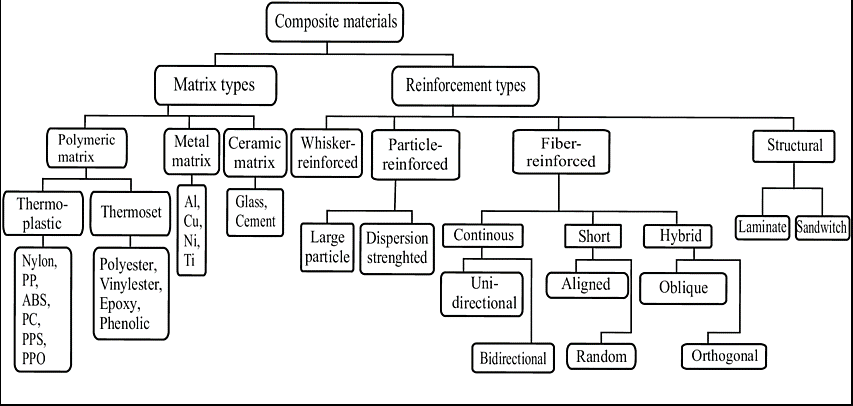 Composite materials
Matrix types
Reinforcement types
Polymeric
matrix
Metal
matrix
Ceramic
matrix
Whisker-
reinforced
Particle-
reinforced
Fiber-
reinforced
Structural
Thermo-
plastic
Thermoset
Al,
Cu,
Ni,
Ti
Glass,
Cement
Large
particle
Dispersion
strenghted
Continous
Short
Hybrid
Laminate
Sandwitch
Nylon,
PP,
ABS,
PC,
PPS,
PPO
Polyester,
Vinylester,
Epoxy,
Phenolic
Uni-
directional
Aligned
Oblique
Bidirectional
Random
Orthogonal